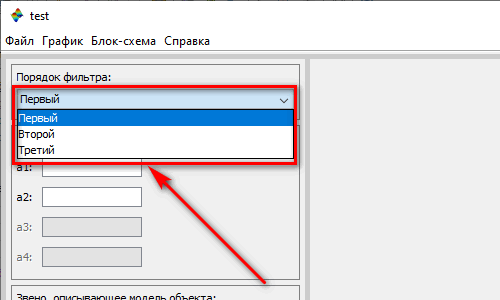 test
Файл График Блок-схема Справка
Порядок фильтра:
Первый
Первый
Второй
Третий
a1:
a2:
a3:
a4:
Звено, описывающее модель объекта: